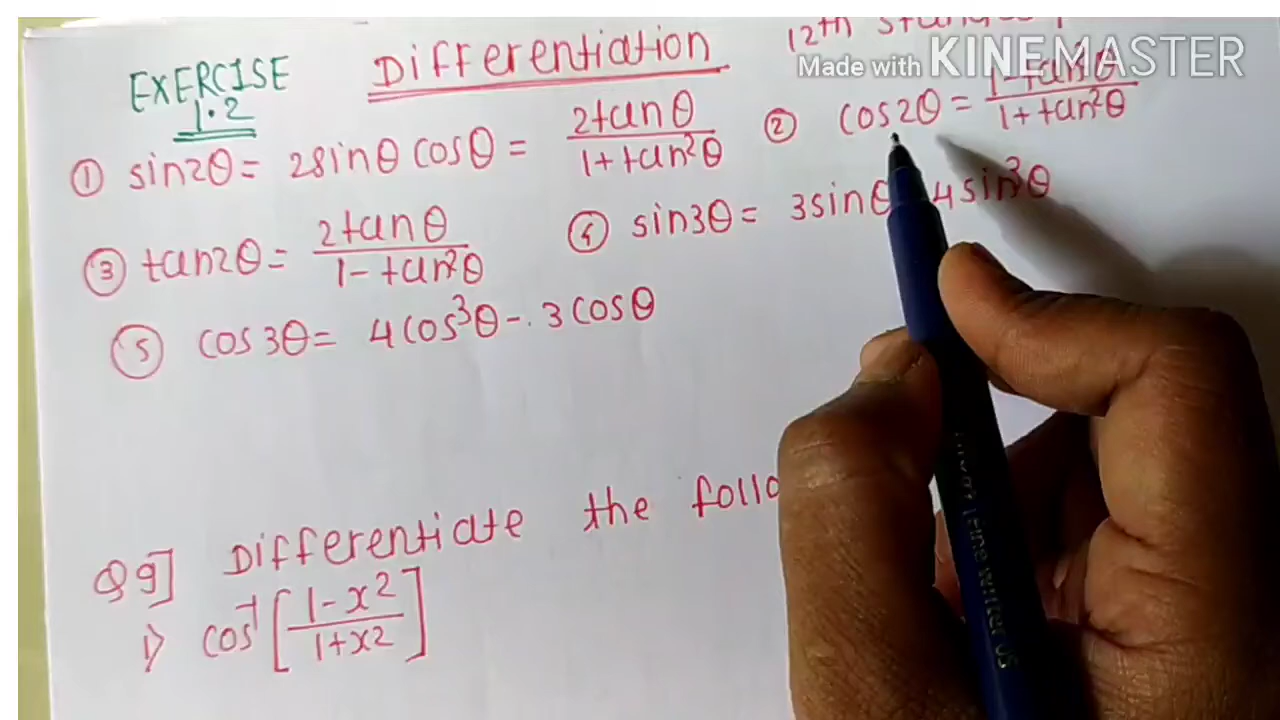 12th
Made with KINEMASTER
EXERCISE 1.2
Differentiation
① sin2θ = 2sinθ cosθ = 2tanθ / 1+tan²θ
② cos2θ = 1-tan²θ / 1+tan²θ
③ tan2θ = 2tanθ / 1-tan²θ
④ sin3θ = 3sinθ 4sin³θ
⑤ cos3θ = 4cos³θ - 3cosθ
Q9] Differentiate the
1) cos⁻¹ [1-x2 / 1+x2]